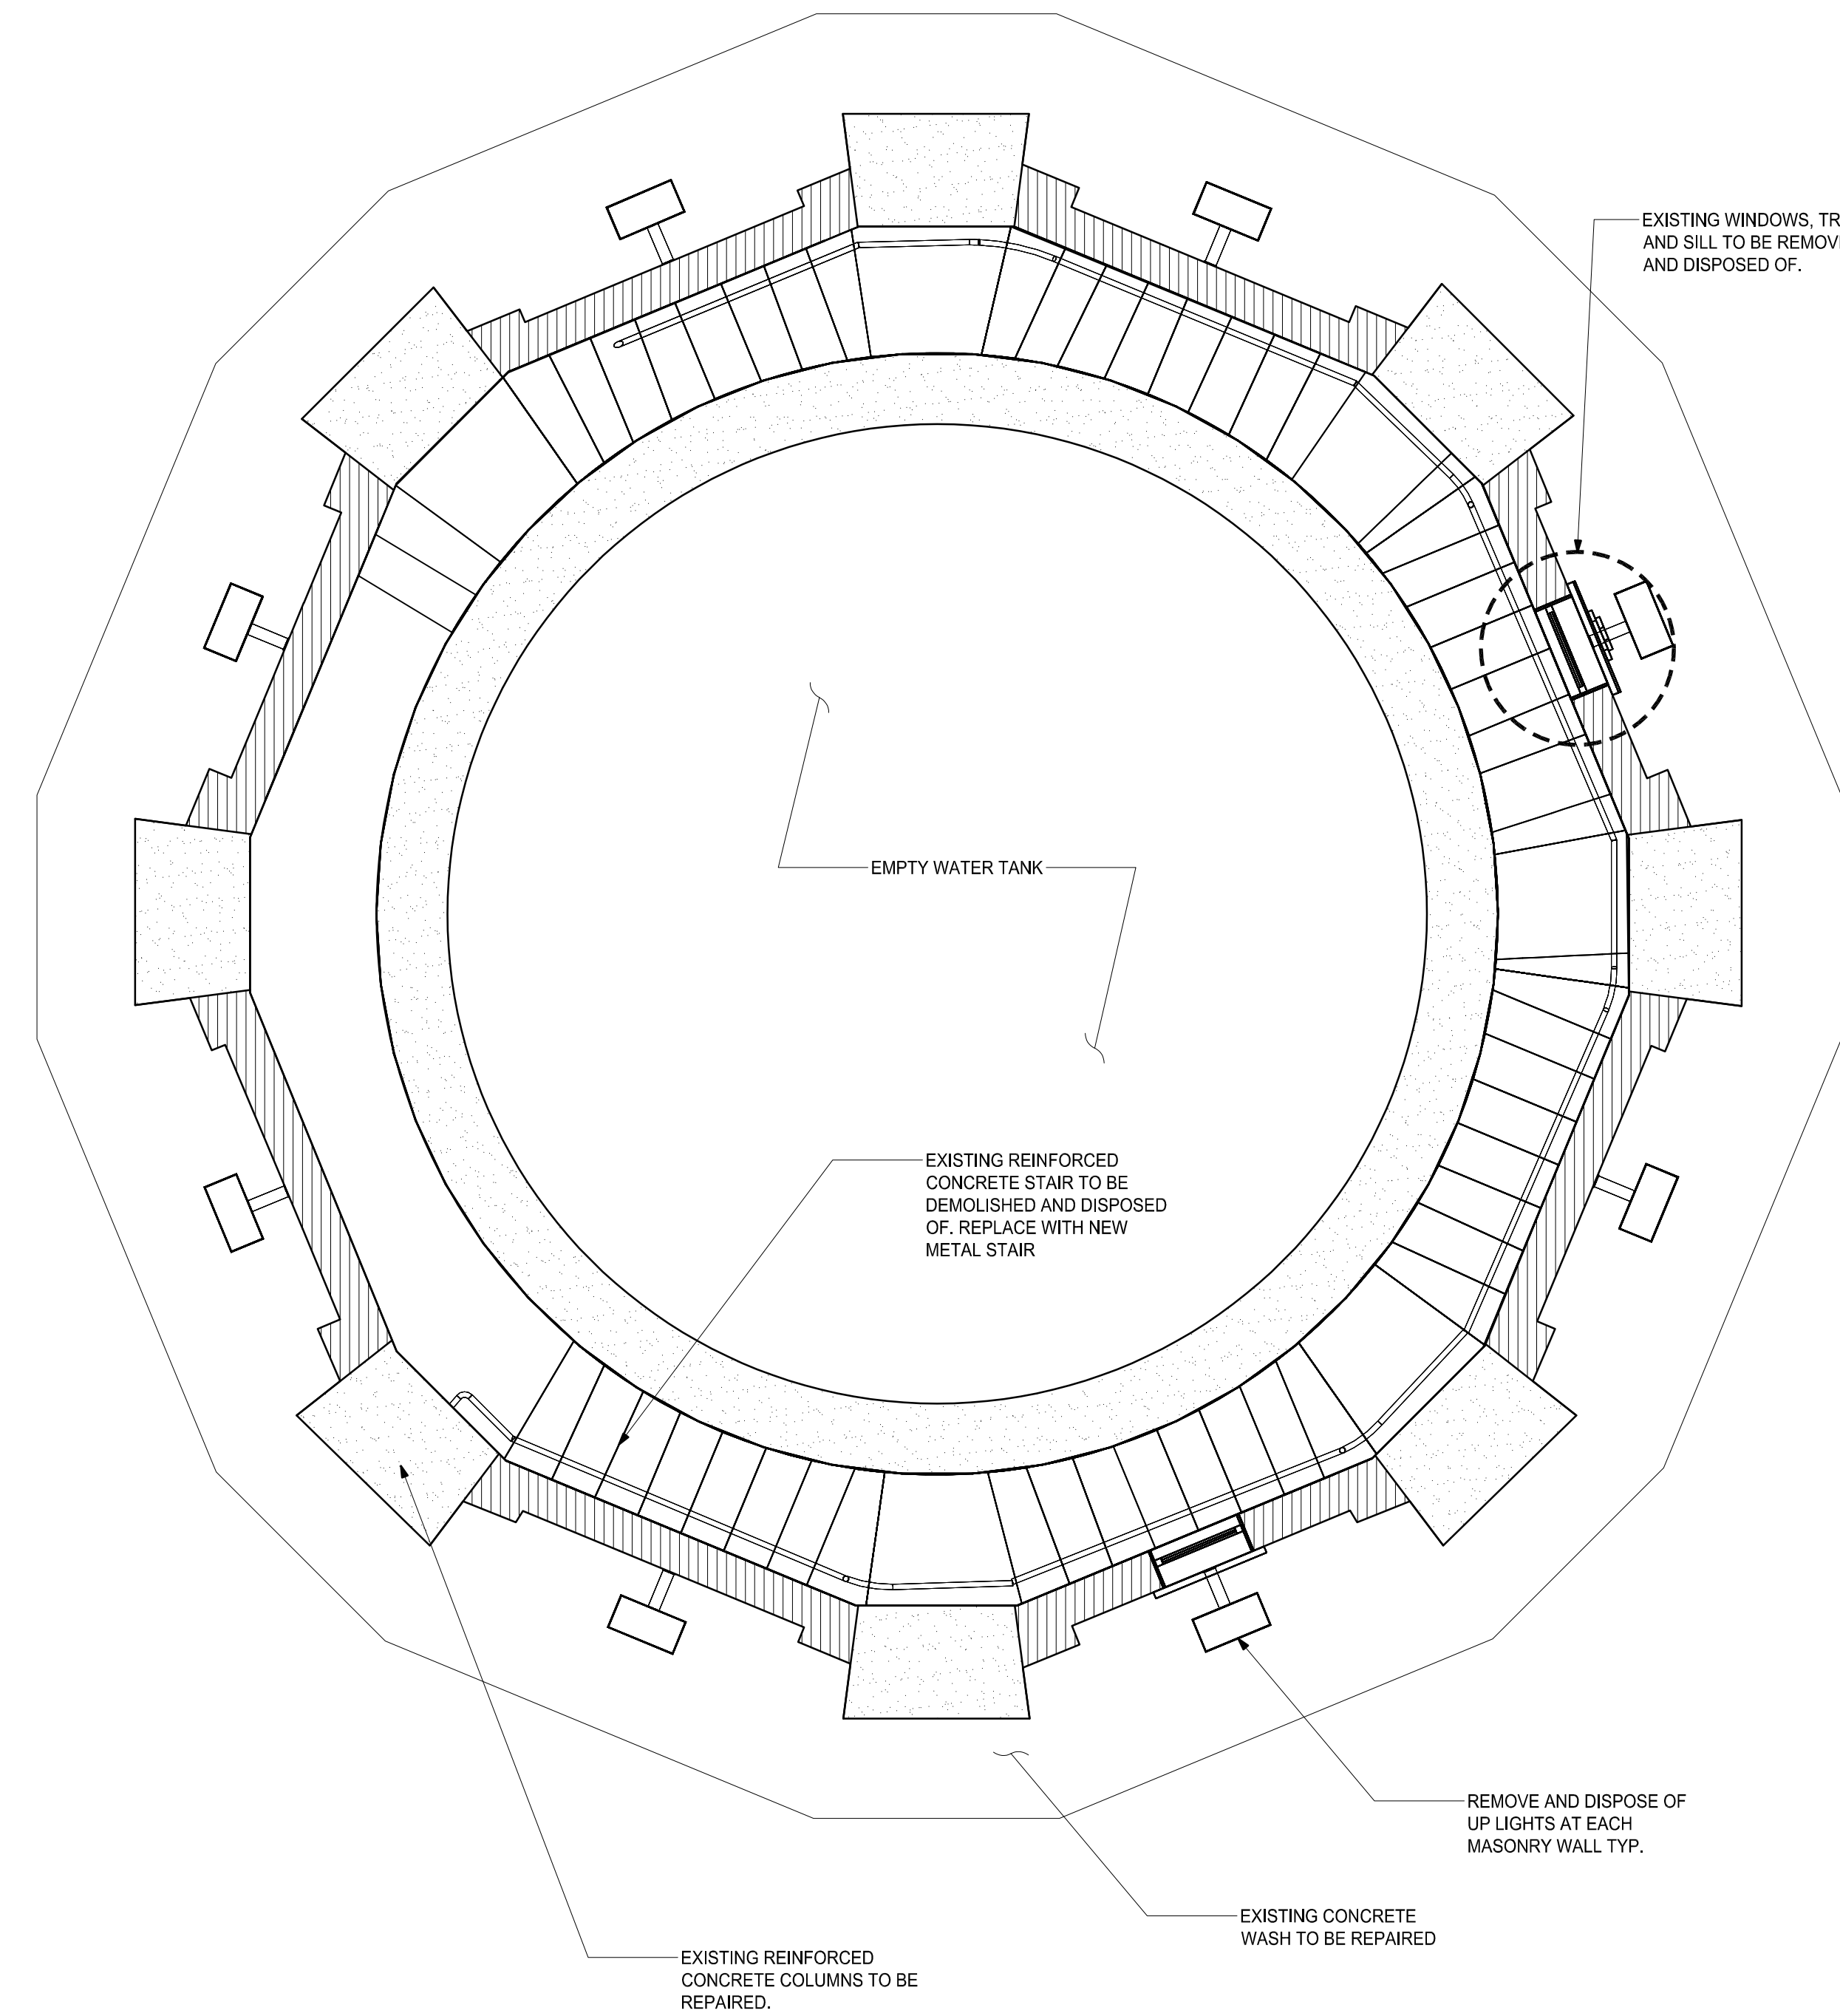 EXISTING WINDOWS,
AND SILL TO BE
AND DISPOSED OF.
EMPTY WATER TANK
EXISTING REINFORCED
CONCRETE STAIR TO BE
DEMOLISHED AND DISPOSED
OF. REPLACE WITH NEW
METAL STAIR
REMOVE AND DISPOSE OF
UP LIGHTS AT EACH
MASONRY WALL TYP.
EXISTING CONCRETE
WASH TO BE REPAIRED
EXISTING REINFORCED
CONCRETE COLUMNS TO BE
REPAIRED.